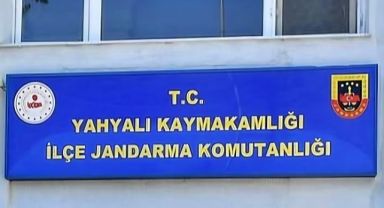 T.C.
YAHYALI KAYMAKAMLIĞI
İLÇE JANDARMA KOMUTANLIĞI